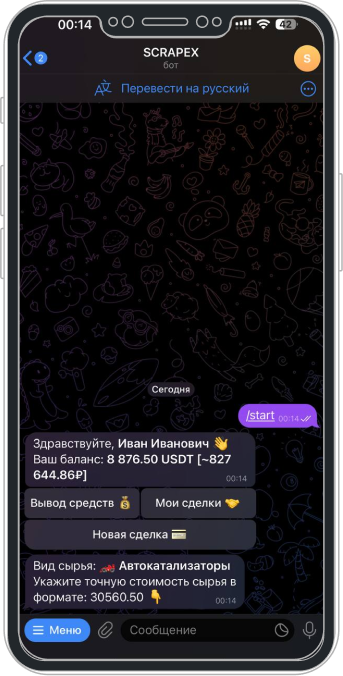 00:14
42
2
SCRAPEX
бот
S
Перевести на русский
Сегодня
/start 00:14
Здравствуйте, Иван Иванович 👋
Ваш баланс: 8 876.50 USDT [~827
644.86₽]
00:14
Вывод средств 💰
Мои сделки 🤝
Новая сделка 💳
Вид сырья: 🏎️ Автокатализаторы
Укажите точную стоимость сырья в
формате: 30560.50 👇
00:14
Меню
Сообщение